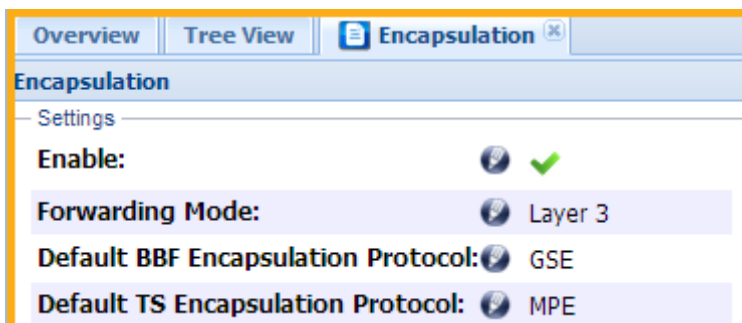 Overview Tree View Encapsulation
Encapsulation
Settings
Enable:
Forwarding Mode: Layer 3
Default BBF Encapsulation Protocol: GSE
Default TS Encapsulation Protocol: MPE